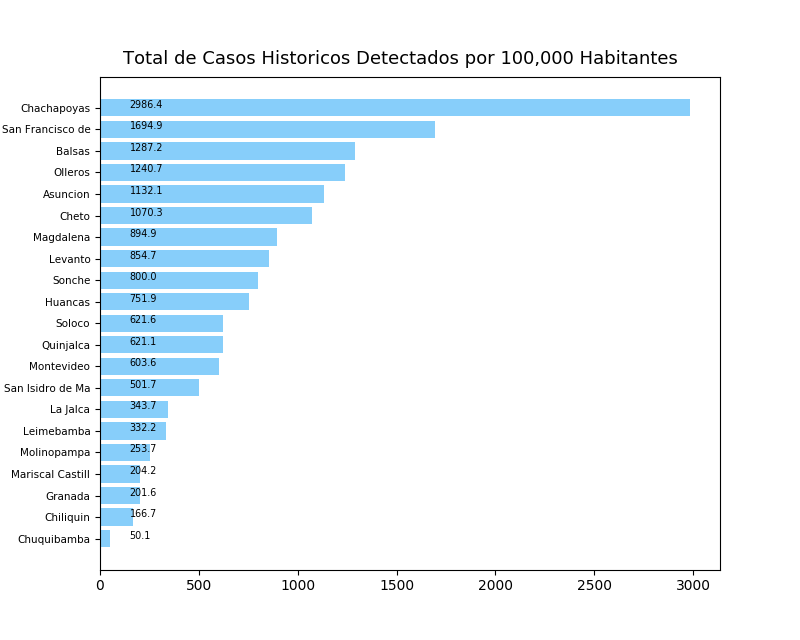 Total de Casos Historicos Detectados por 100,000 Habitantes
Chachapoyas 2986.4
San Francisco de 1694.9
Balsas 1287.2
Olleros 1240.7
Asuncion 1132.1
Cheto 1070.3
Magdalena 894.9
Levanto 854.7
Sonche 800.0
Huancas 751.9
Soloco 621.6
Quinjalca 621.1
Montevideo 603.6
San Isidro de Ma 501.7
La Jalca 343.7
Leimebamba 332.2
Molinopampa 253.7
Mariscal Castill 204.2
Granada 201.6
Chiliquin 166.7
Chuquibamba 50.1
0 500 1000 1500 2000 2500 3000